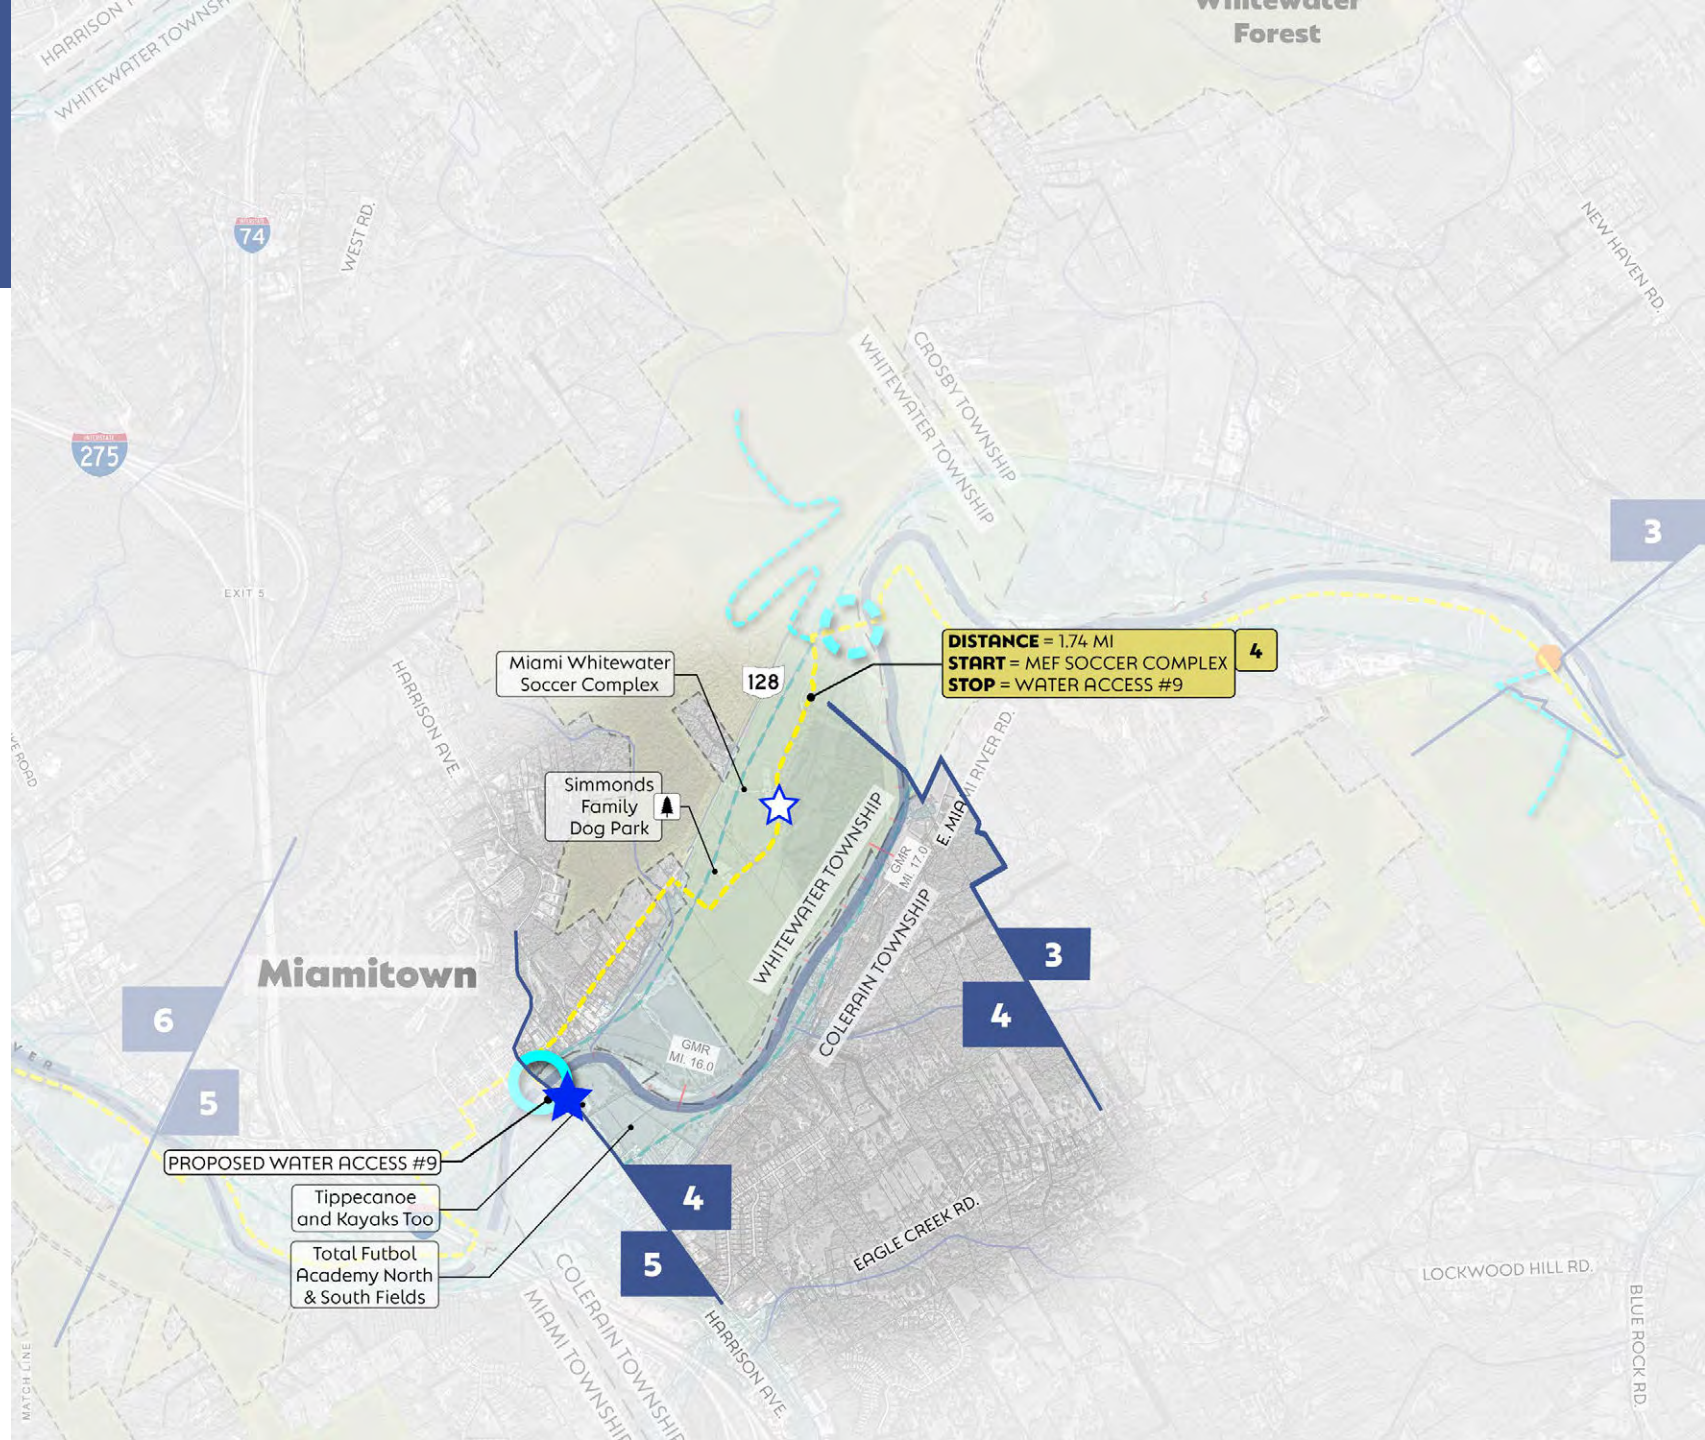 Whitewater
Forest
HARRISON T
WHITEWATER TOWNSH
INTERSTATE
74
WEST RD.
NEW HAVEN RD.
CROSBY TOWNSHIP
WHITEWATER TOWNSHIP
INTERSTATE
275
3
EXIT 5
DISTANCE = 1.74 MI
START = MEF SOCCER COMPLEX
STOP = WATER ACCESS #9
4
Miami Whitewater
Soccer Complex
128
HARRISON AVE.
E. MIAMI RIVER RD.
Simmonds
Family
Dog Park
WHITEWATER TOWNSHIP
GMR
MI. 17.0
COLERAIN TOWNSHIP
3
4
Miamitown
6
5
GMR
MI. 16.0
VER
PROPOSED WATER ACCESS #9
Tippecanoe
and Kayaks Too
Total Futbol
Academy North
& South Fields
4
5
EAGLE CREEK RD.
COLERAIN TOWNSHIP
MIAMI TOWNSHIP
HARRISON AVE.
LOCKWOOD HILL RD.
BLUE ROCK RD.
MATCH LINE